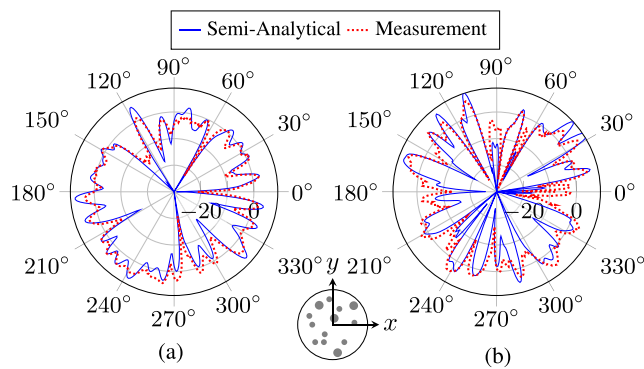 Semi-Analytical Measurement
90° 90°
120° 60° 120° 60°
150° 30° 150° 30°
180° −20 0 0° 180° −20 0 0°
210° 330° 210° 330°
240° 300° 240° 300°
270° 270°
y
x
(a) (b)